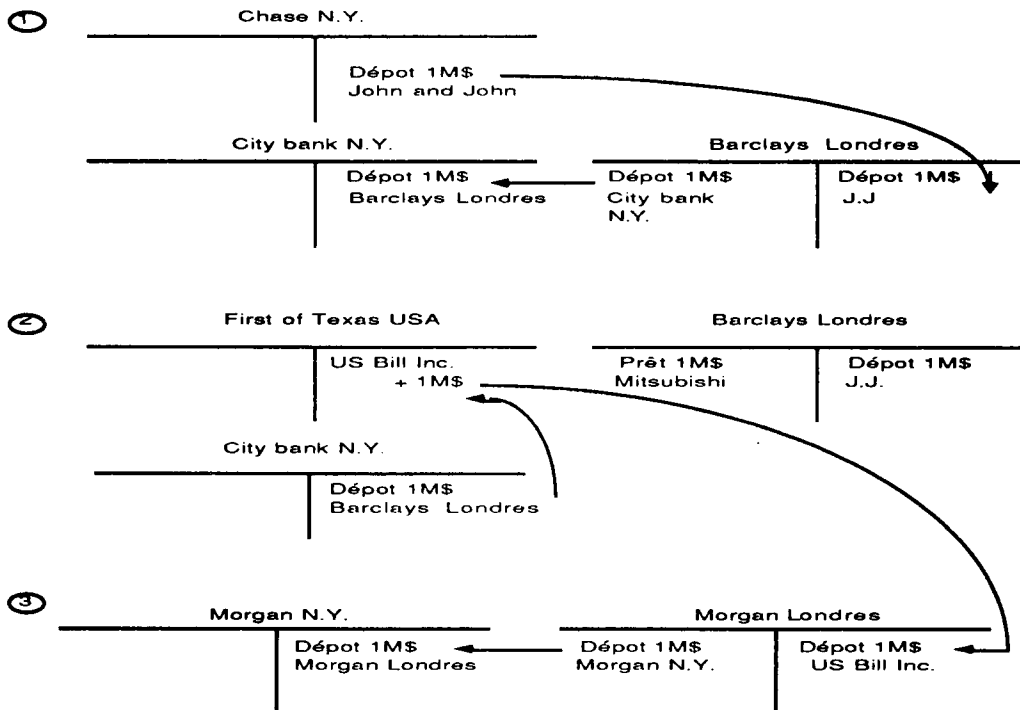 1
Chase N.Y.
Dépot 1M$
John and John
City bank N.Y.
Barclays Londres
Dépot 1M$
Barclays Londres
Dépot 1M$
City bank
N.Y.
Dépot 1M$
J.J
2
First of Texas USA
Barclays Londres
US Bill Inc.
+ 1M$
Prêt 1M$
Mitsubishi
Dépot 1M$
J.J.
City bank N.Y.
Dépot 1M$
Barclays Londres
3
Morgan N.Y.
Morgan Londres
Dépot 1M$
Morgan Londres
Dépot 1M$
Morgan N.Y.
Dépot 1M$
US Bill Inc.